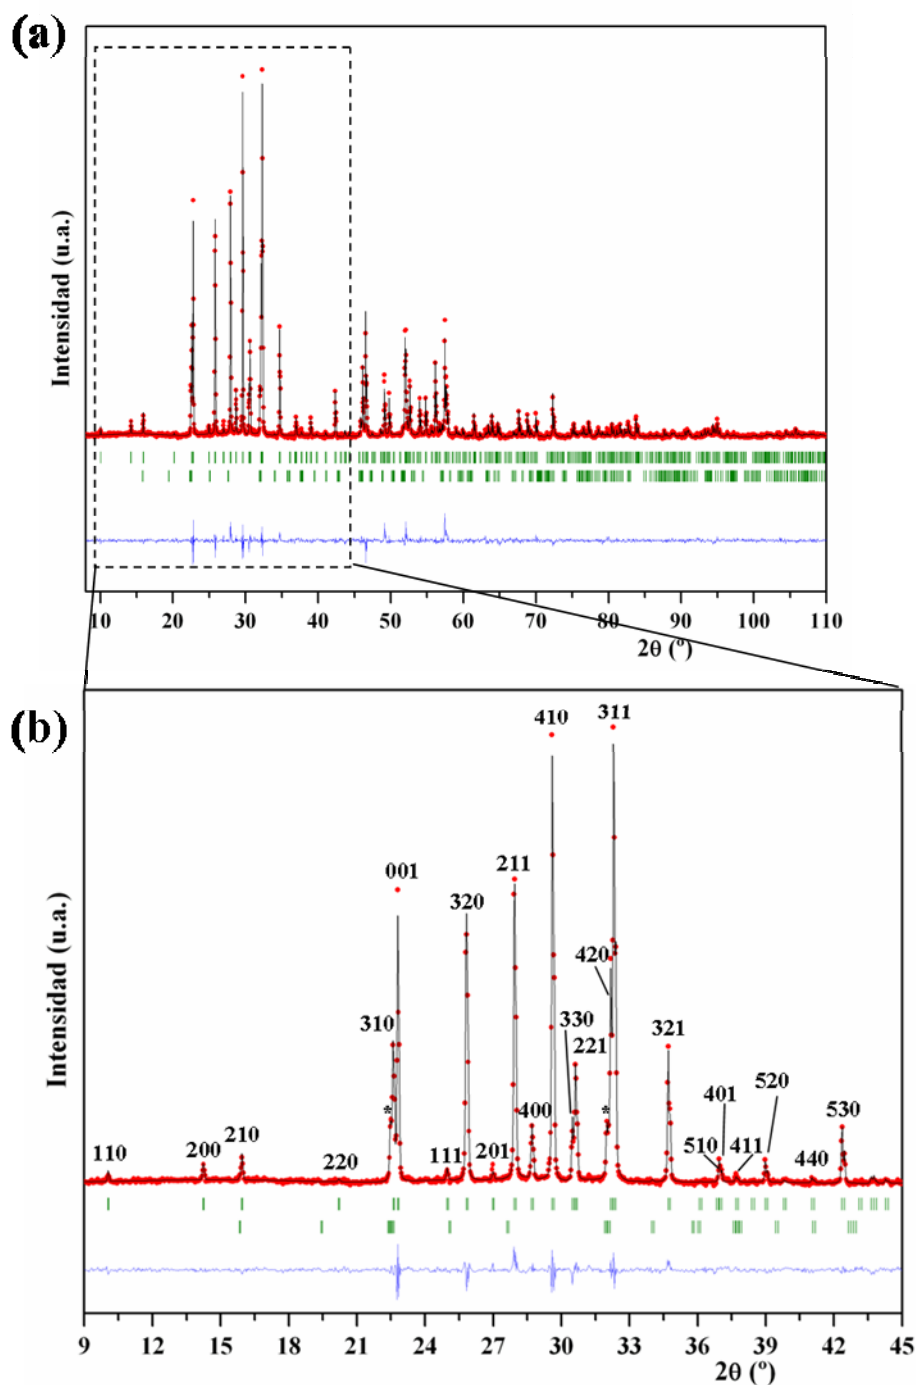 (a)
Intensidad (u.a.)
10 20 30 40 50 60 70 80 90 100 110
2θ (º)
(b)
410 311
001 211
320
420
310 330 321
221
* * 401 520
400 530
110 200 210 220 111 201 510 411 440
Intensidad (u.a.)
9 12 15 18 21 24 27 30 33 36 39 42 45
2θ (º)